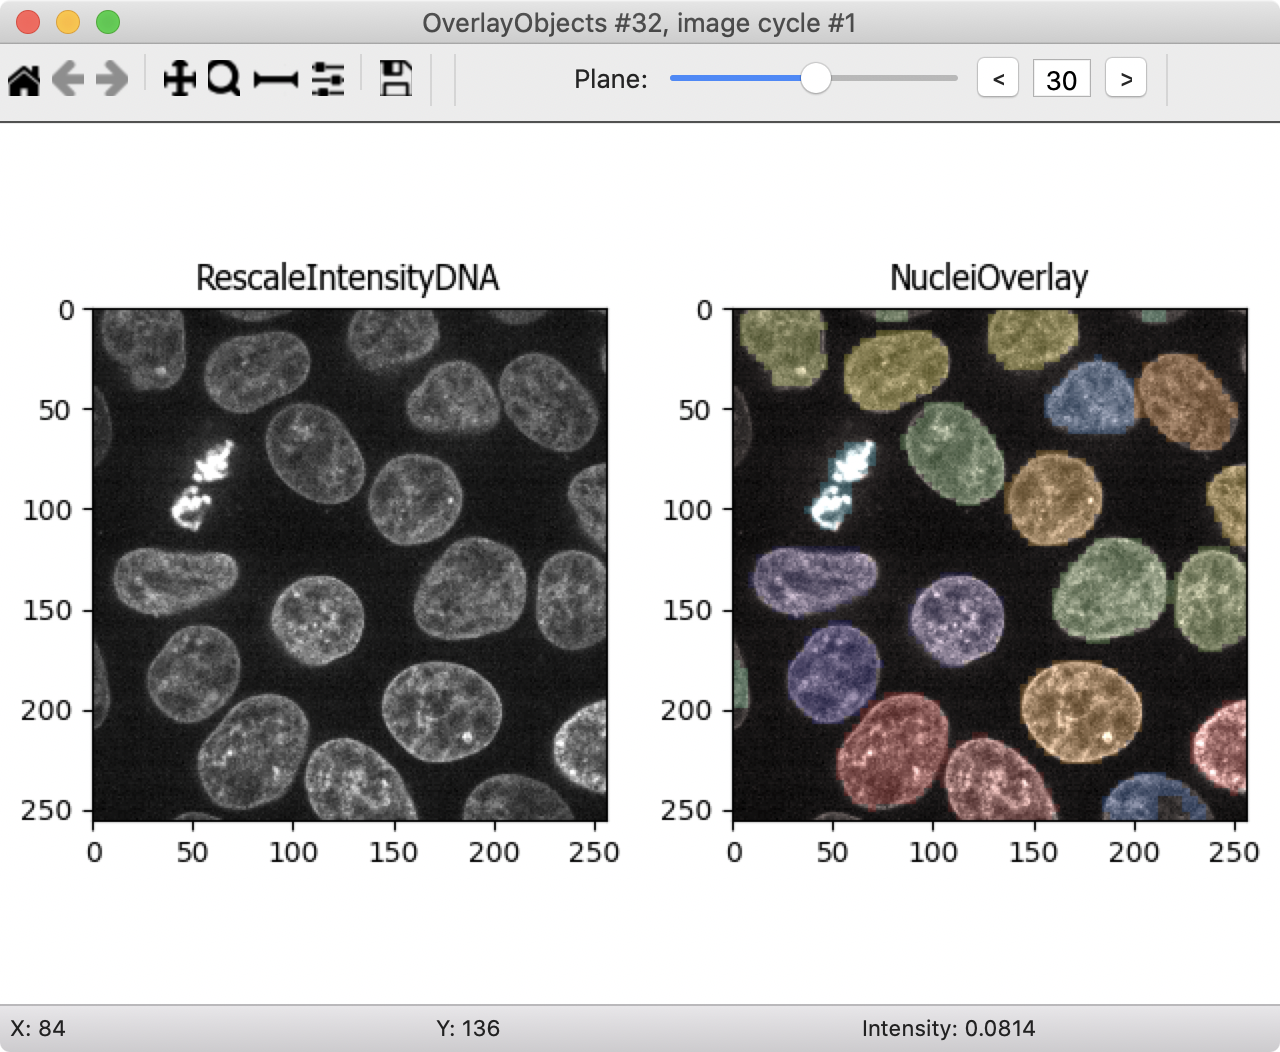 OverlayObjects #32, image cycle #1
Plane: < 30 >
RescaleIntensityDNA NucleiOverlay
0 0
50 50
100 100
150 150
200 200
250 250
0 50 100 150 200 250 0 50 100 150 200 250
X: 84 Y: 136 Intensity: 0.0814